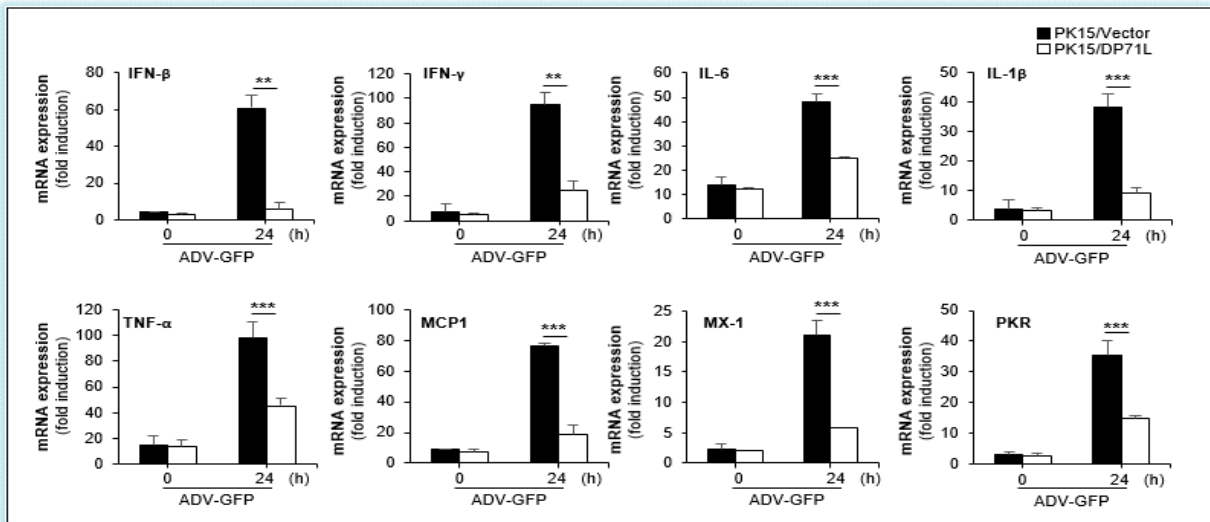 PK15/Vector
PK15/DP71L
mRNA expression
(fold induction)
IFN-β
80
60
40
20
0
**
0
24
(h)
ADV-GFP
mRNA expression
(fold induction)
IFN-γ
120
100
80
60
40
20
0
**
0
24
(h)
ADV-GFP
mRNA expression
(fold induction)
IL-6
60
50
40
30
20
10
0
***
0
24
(h)
ADV-GFP
mRNA expression
(fold induction)
IL-1β
50
40
30
20
10
0
***
0
24
(h)
ADV-GFP
mRNA expression
(fold induction)
TNF-α
120
100
80
60
40
20
0
***
0
24
(h)
ADV-GFP
mRNA expression
(fold induction)
MCP1
100
80
60
40
20
0
***
0
24
(h)
ADV-GFP
mRNA expression
(fold induction)
MX-1
25
20
15
10
5
0
***
0
24
(h)
ADV-GFP
mRNA expression
(fold induction)
PKR
50
40
30
20
10
0
***
0
24
(h)
ADV-GFP